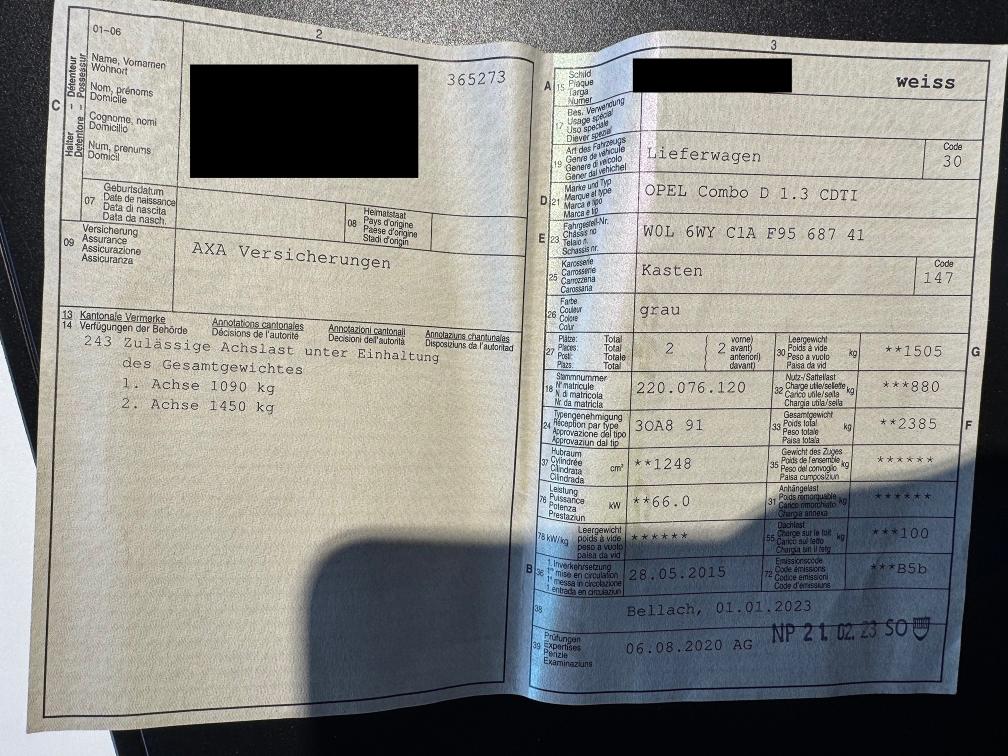 01-06
2
C
Halter
Detentore
Détenteur
Possessur
Name, Vornamen
Wohnort
Nom, prénoms
Domicile
Cognome, nomi
Domicilio
Num, prenums
Domicil
365273
07
Geburtsdatum
Date de naissance
Data di nascita
Data da nasch.
08
Heimatstaat
Pays d'origine
Paese d'origine
Stadi d'origin
09
Versicherung
Assurance
Assicurazione
Assicuranza
AXA Versicherungen
13 Kantonale Vermerke Annotations cantonales Annotazioni cantonali Annotaziuns chantunalas
14 Verfügungen der Behörde Décisions de l'autorité Decisioni dell'autorità Disposiziuns da l'autoritad
243 Zulässige Achslast unter Einhaltung
des Gesamtgewichtes
1. Achse 1090 kg
2. Achse 1450 kg
3
A 15
Schild
Plaque
Targa
Numer
weiss
17
Bes. Verwendung
Usage spécial
Uso speciale
Diever spezial
19
Art des Fahrzeugs
Genre de véhicule
Genere di veicolo
Gener dal vehichel
Lieferwagen
Code
30
D 21
Marke und Typ
Marque et type
Marca e tipo
Marca e tip
OPEL Combo D 1.3 CDTI
E 23
Fahrgestell-Nr.
Châssis no
Telaio n.
Schassis nr.
W0L 6WY C1A F95 687 41
25
Karosserie
Carrosserie
Carrozzeria
Carossaria
Kasten
Code
147
26
Farbe
Couleur
Colore
Colur
grau
27
Plätze: Total
Places: Total
Posti: Totale
Plazs: Total
2
( 2
vorne)
avant)
anteriori)
davant)
30
Leergewicht
Poids à vide
Peso a vuoto
Paisa da vid
kg
**1505
G
18
Stammnummer
N° matricule
N. di matricola
Nr. da matricla
220.076.120
32
Nutz-/Sattellast
Charge utile/sellette
Carico utile/sella
Chargia utila/sella
kg
***880
24
Typengenehmigung
Réception par type
Approvazione del tipo
Approvaziun dal tip
3OA8 91
33
Gesamtgewicht
Poids total
Peso totale
Paisa totala
kg
**2385
F
37
Hubraum
Cylindrée
Cilindrata
Cilindrada
cm³
**1248
35
Gewicht des Zuges
Poids de l'ensemble
Peso del convoglio
Paisa cumposiziun
kg
******
76
Leistung
Puissance
Potenza
Prestaziun
kW
**66.0
31
Anhängelast
Poids remorquable
Carico rimorchiato
Chargia annexa
kg
******
78 kW/kg
Leergewicht
poids à vide
peso a vuoto
paisa da vid
******
55
Dachlast
Charge sur le toit
Carico sul tetto
Chargia sin il tetg
kg
***100
B 36
1. Inverkehrsetzung
1re mise en circulation
1a messa in circolazione
1. entrada en circulaziun
28.05.2015
72
Emissionscode
Code émissions
Codice emissioni
Code d'emissiuns
***B5b
38
Bellach, 01.01.2023
39
Prüfungen
Expertises
Perizie
Examinaziuns
06.08.2020 AG
NP 21. 02. 23 SO